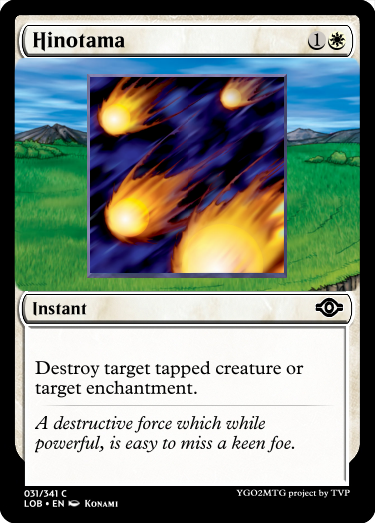 Hinotama 1
Instant
Destroy target tapped creature or
target enchantment.
A destructive force which while
powerful, is easy to miss a keen foe.
031/341 C
LOB • EN Konami
YGO2MTG project by TVP